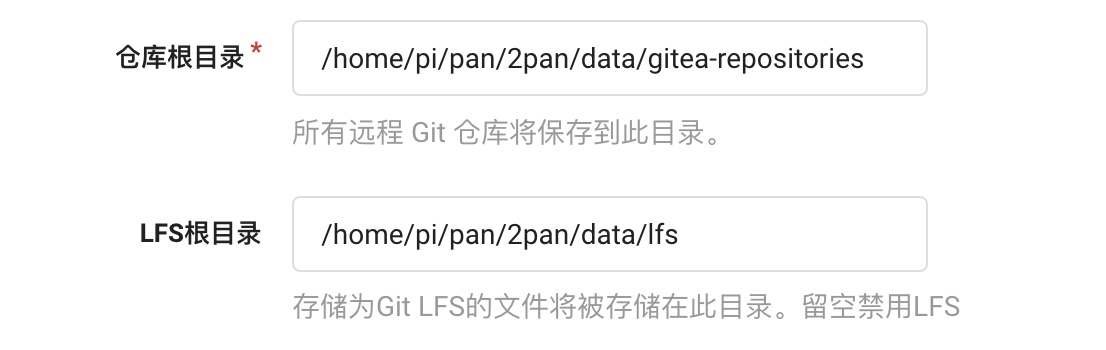 仓库根目录*
/home/pi/pan/2pan/data/gitea-repositories
所有远程 Git 仓库将保存到此目录。
LFS根目录
/home/pi/pan/2pan/data/lfs
存储为Git LFS的文件将被存储在此目录。留空禁用LFS